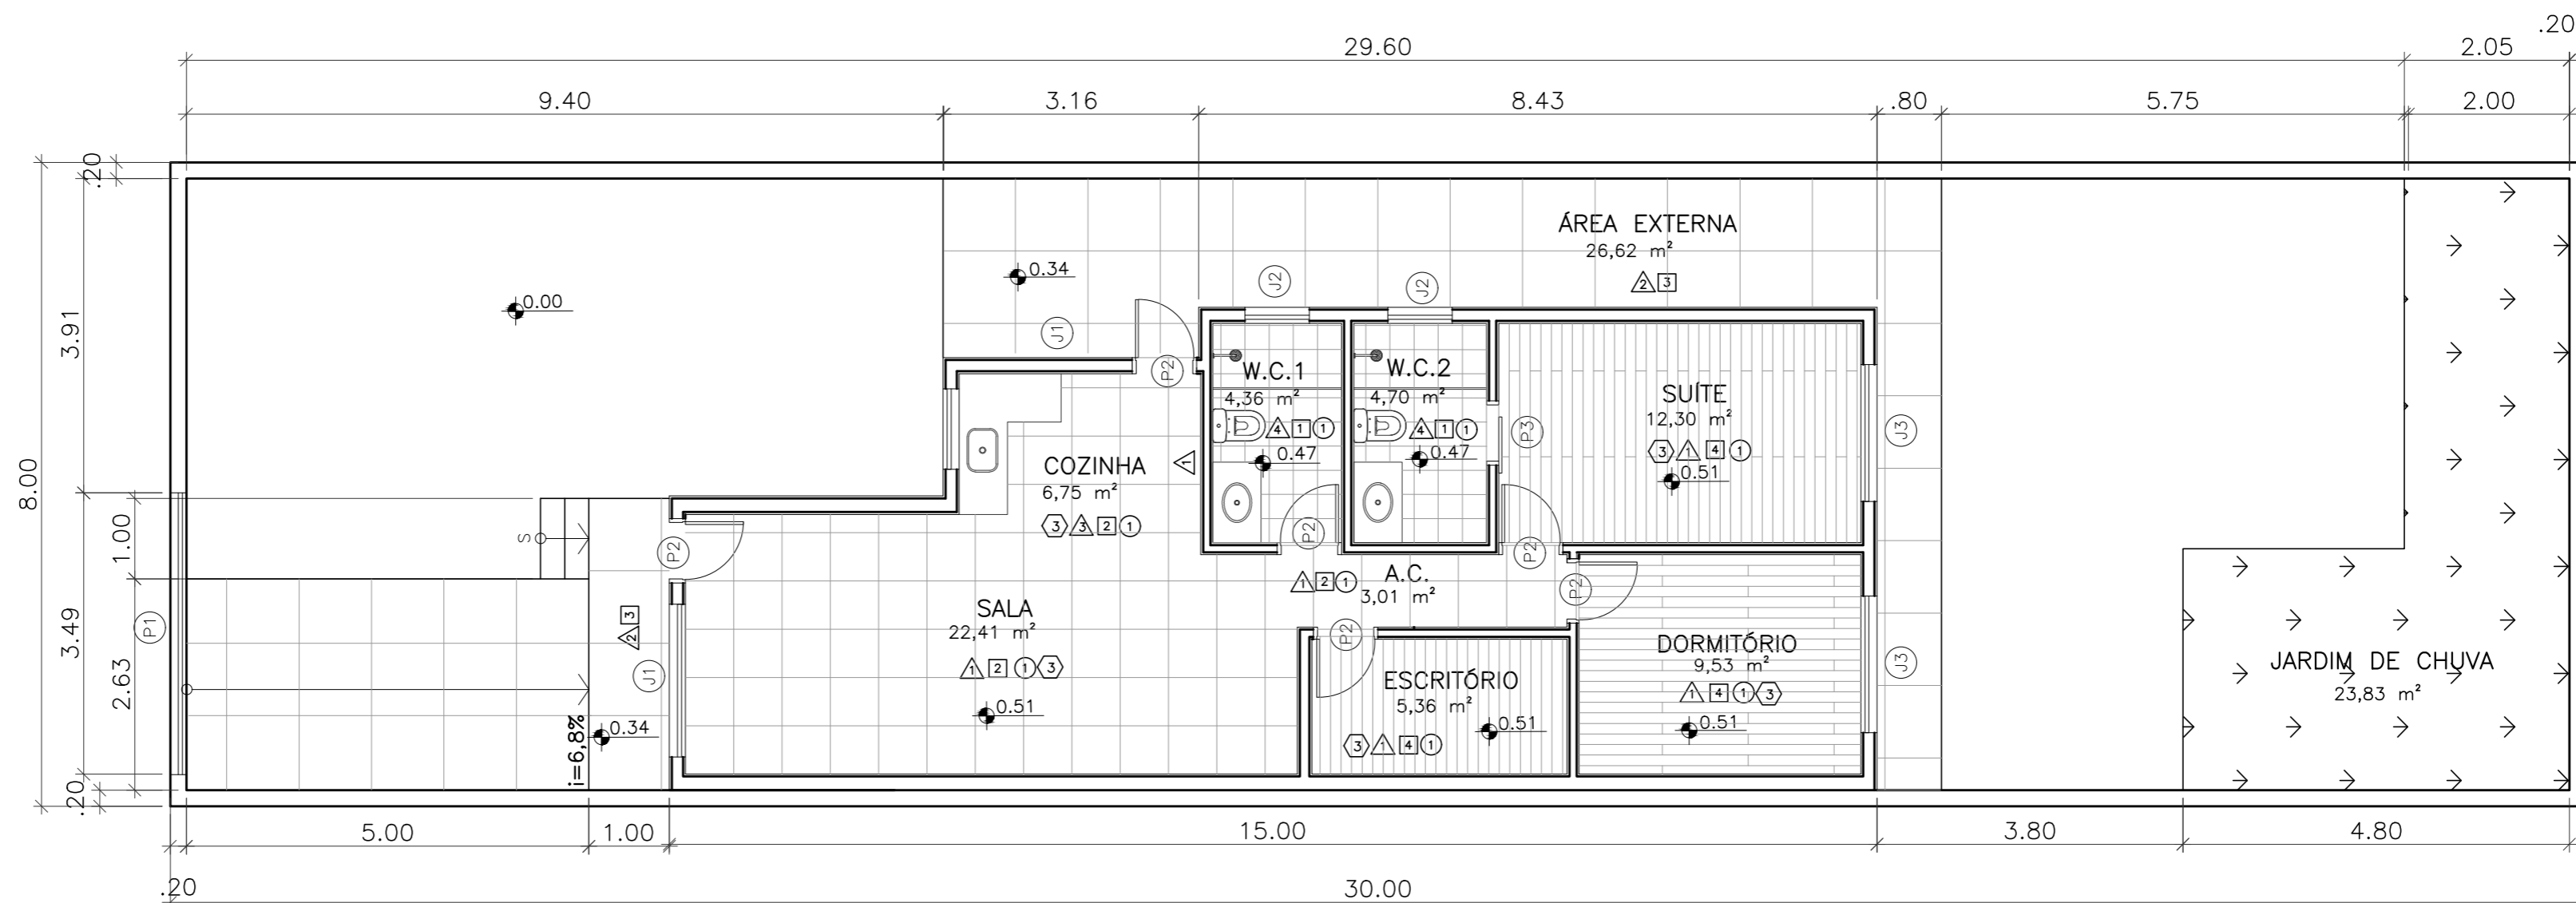 .20
29.60
2.05
9.40
3.16
8.43
.80
5.75
2.00
.20
8.00
3.91
1.00
3.49
2.63
.20
0.00
0.34
J1
P2
J2
J2
ÁREA EXTERNA
26,62 m²
2 3
W.C.1
4,36 m²
4 1 1
0.47
W.C.2
4,70 m²
4 1 1
0.47
P3
SUÍTE
12,30 m²
3 1 4 1
0.51
J3
COZINHA
6,75 m²
3 3 2 1
1
S
P2
P2
P2
P2
A.C.
3,01 m²
1 2 1
P1
2 3
J1
i=6,8%
0.34
SALA
22,41 m²
1 2 1 3
0.51
P2
ESCRITÓRIO
5,36 m²
0.51
3 1 4 1
DORMITÓRIO
9,53 m²
1 4 1 3
0.51
J3
JARDIM DE CHUVA
23,83 m²
5.00
1.00
15.00
3.80
4.80
.20
30.00